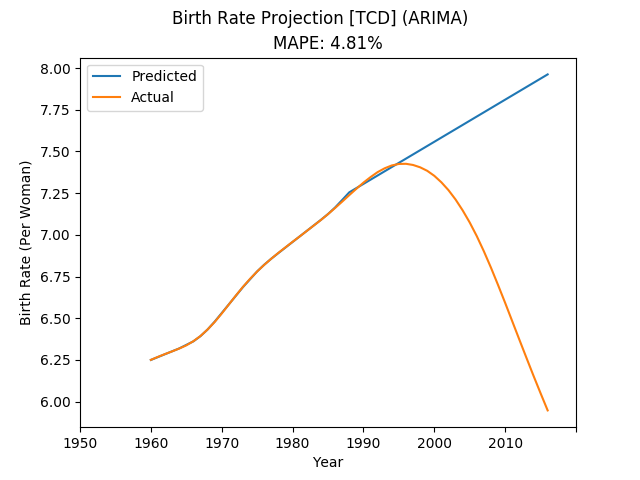 Birth Rate Projection [TCD] (ARIMA)
MAPE: 4.81%
Predicted
Actual
8.00
7.75
7.50
7.25
7.00
6.75
6.50
6.25
6.00
Birth Rate (Per Woman)
1950 1960 1970 1980 1990 2000 2010
Year